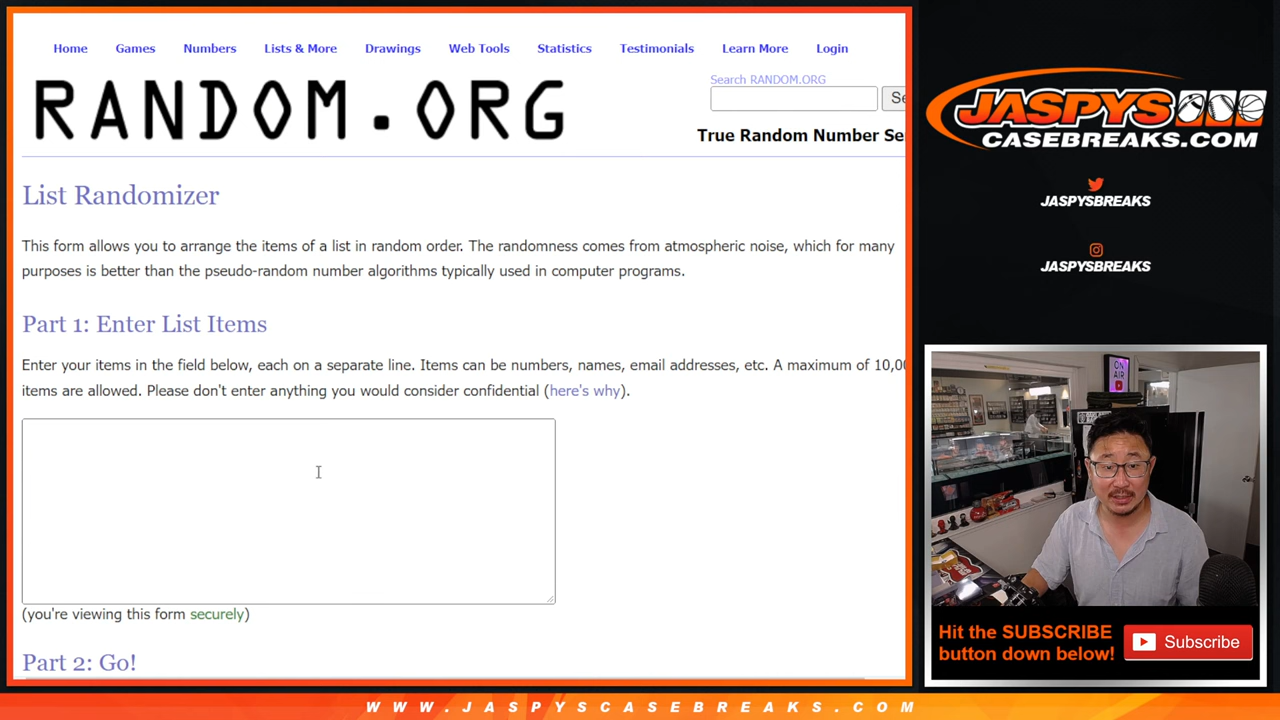 Home Games Numbers Lists & More Drawings Web Tools Statistics Testimonials Learn More Login
RANDOM.ORG
Search RANDOM.ORG
Se
True Random Number Se
List Randomizer
This form allows you to arrange the items of a list in random order. The randomness comes from atmospheric noise, which for many
purposes is better than the pseudo-random number algorithms typically used in computer programs.
Part 1: Enter List Items
Enter your items in the field below, each on a separate line. Items can be numbers, names, email addresses, etc. A maximum of 10,00
items are allowed. Please don't enter anything you would consider confidential (here's why).
(you're viewing this form securely)
Part 2: Go!
JASPYS
CASEBREAKS.COM
JASPYSBREAKS
JASPYSBREAKS
ON
AIR
Hit the SUBSCRIBE
button down below!
Subscribe
WWW.JASPYSCASEBREAKS.COM